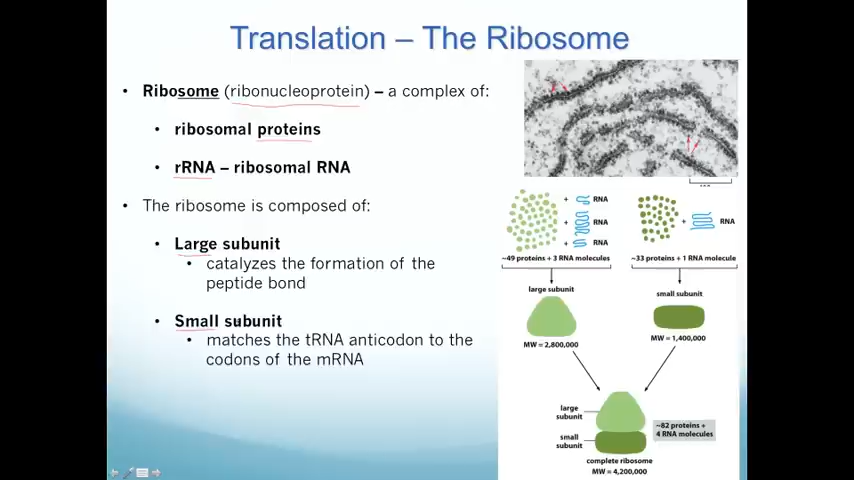 Translation – The Ribosome
• Ribosome (ribonucleoprotein) – a complex of:
• ribosomal proteins
• rRNA – ribosomal RNA
• The ribosome is composed of:
• Large subunit
• catalyzes the formation of the
peptide bond
• Small subunit
• matches the tRNA anticodon to the
codons of the mRNA
+ RNA
+ RNA
+ RNA
+ RNA
~49 proteins + 3 RNA molecules
~33 proteins + 1 RNA molecule
large subunit
small subunit
MW = 2,800,000
MW = 1,400,000
large
subunit
small
subunit
~82 proteins +
4 RNA molecules
complete ribosome
MW = 4,200,000